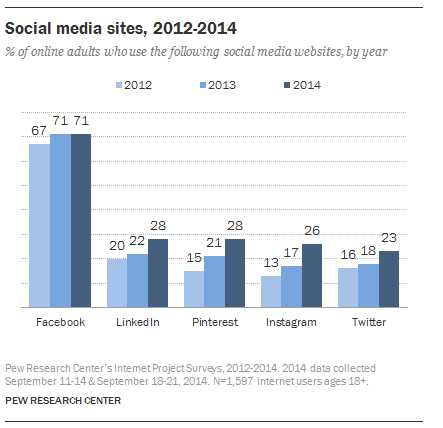 Social media sites, 2012-2014
% of online adults who use the following social media websites, by year
2012 2013 2014
67 71 71
20 22 28
15 21 28
13 17 26
16 18 23
Facebook LinkedIn Pinterest Instagram Twitter
Pew Research Center's Internet Project Surveys, 2012-2014. 2014 data collected
September 11-14 & September 18-21, 2014. N=1,597 internet users ages 18+.
PEW RESEARCH CENTER